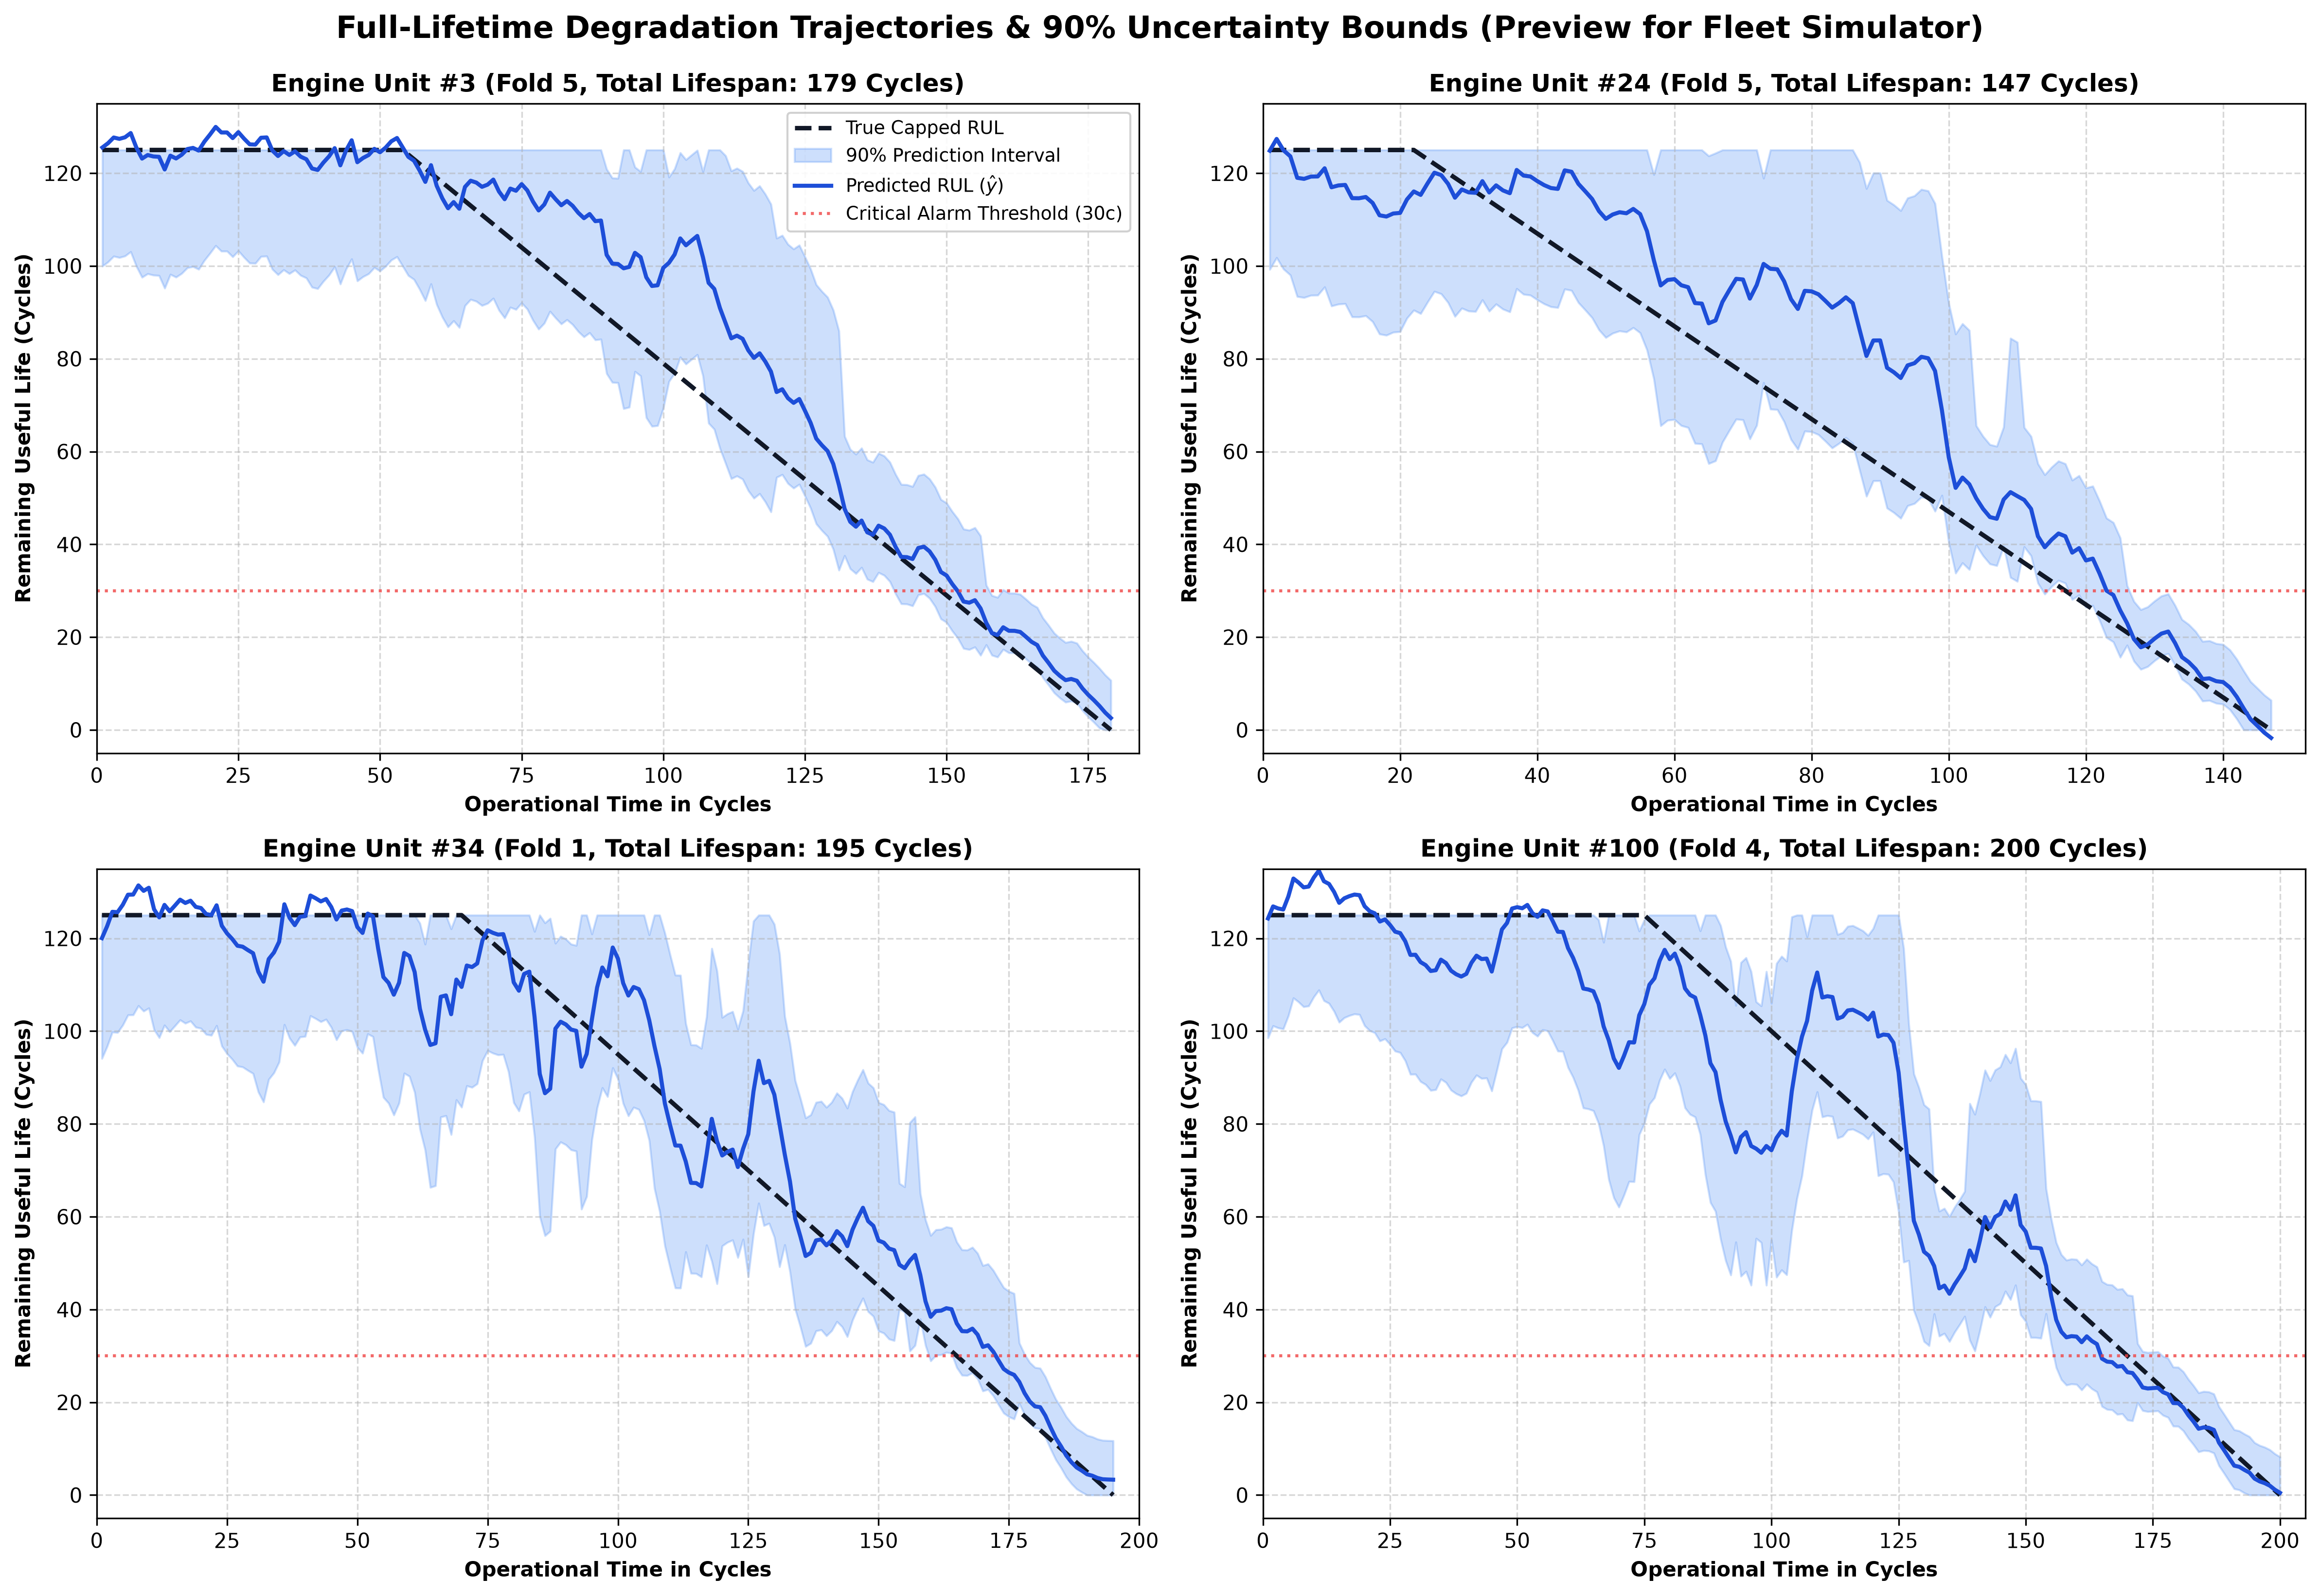 Full-Lifetime Degradation Trajectories & 90% Uncertainty Bounds (Preview for Fleet Simulator)
Engine Unit #3 (Fold 5, Total Lifespan: 179 Cycles)
True Capped RUL
90% Prediction Interval
Predicted RUL (ŷ)
Critical Alarm Threshold (30c)
Remaining Useful Life (Cycles)
120
100
80
60
40
20
0
0 25 50 75 100 125 150 175
Operational Time in Cycles
Engine Unit #24 (Fold 5, Total Lifespan: 147 Cycles)
Remaining Useful Life (Cycles)
120
100
80
60
40
20
0
0 20 40 60 80 100 120 140
Operational Time in Cycles
Engine Unit #34 (Fold 1, Total Lifespan: 195 Cycles)
Remaining Useful Life (Cycles)
120
100
80
60
40
20
0
0 25 50 75 100 125 150 175 200
Operational Time in Cycles
Engine Unit #100 (Fold 4, Total Lifespan: 200 Cycles)
Remaining Useful Life (Cycles)
120
100
80
60
40
20
0
0 25 50 75 100 125 150 175 200
Operational Time in Cycles